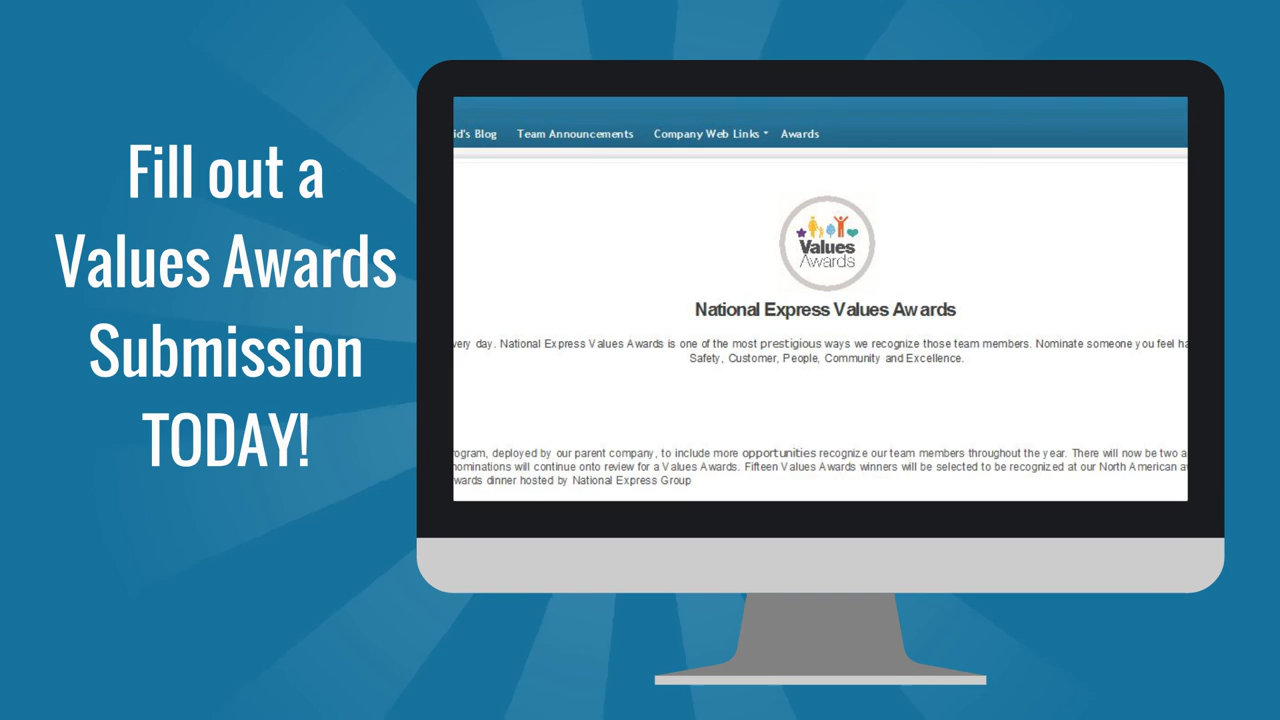 Fill out a
Values Awards
Submission
TODAY!
id's Blog Team Announcements Company Web Links Awards
Values
Awards
National Express Values Awards
very day. National Express Values Awards is one of the most prestigious ways we recognize those team members. Nominate someone you feel ha
Safety, Customer, People, Community and Excellence.
rogram, deployed by our parent company, to include more opportunities recognize our team members throughout the year. There will now be two a
nominations will continue onto review for a Values Awards. Fifteen Values Awards winners will be selected to be recognized at our North American a
wards dinner hosted by National Express Group